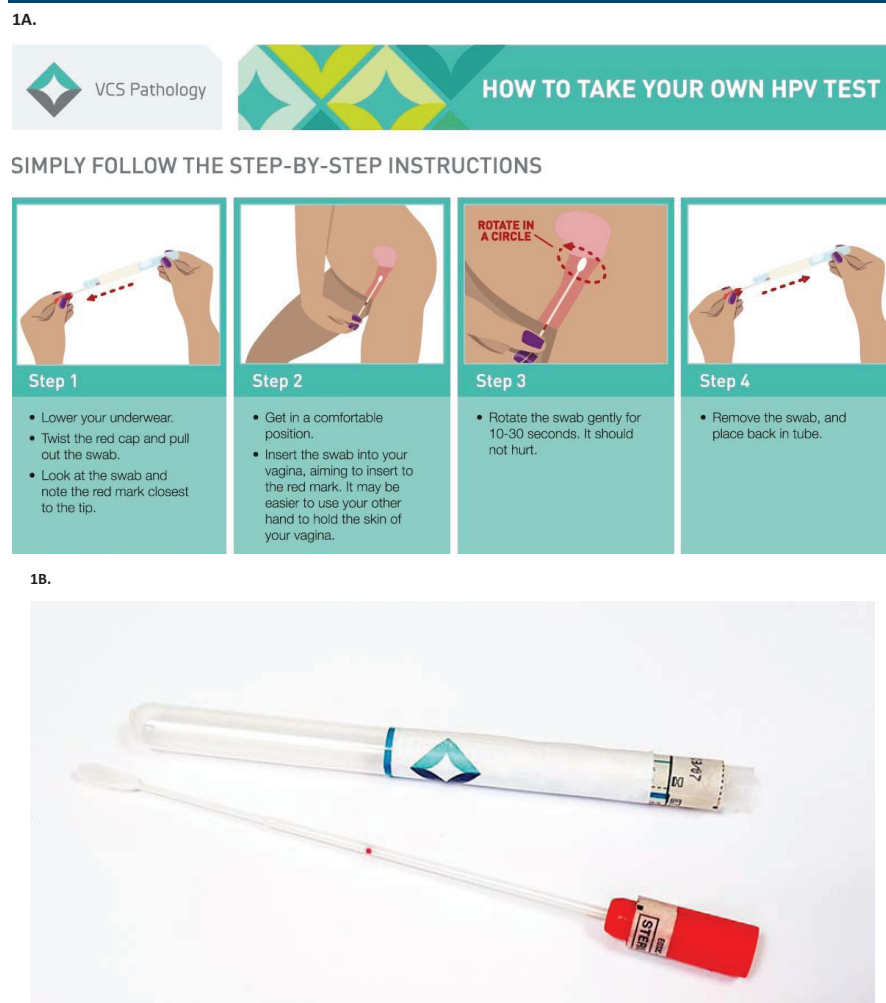 1A.
VCS Pathology
HOW TO TAKE YOUR OWN HPV TEST
SIMPLY FOLLOW THE STEP-BY-STEP INSTRUCTIONS
ROTATE IN
A CIRCLE
Step 1
• Lower your underwear.
• Twist the red cap and pull
out the swab.
• Look at the swab and
note the red mark closest
to the tip.
Step 2
• Get in a comfortable
position.
• Insert the swab into your
vagina, aiming to insert to
the red mark. It may be
easier to use your other
hand to hold the skin of
your vagina.
Step 3
• Rotate the swab gently for
10-30 seconds. It should
not hurt.
Step 4
• Remove the swab, and
place back in tube.
1B.